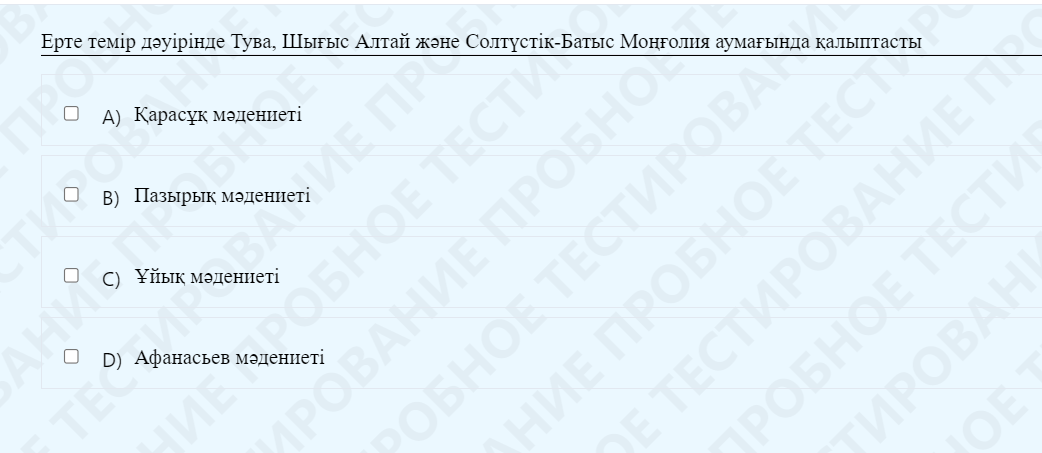 Ерте темір дәуірінде Тува, Шығыс Алтай және Солтүстік-Батыс Моңғолия аумағында қалыптасты
A) Қарасұқ мәдениеті
B) Пазырық мәдениеті
C) Ұйық мәдениеті
D) Афанасьев мәдениеті
ПРОБНОЕ ТЕСТИРОВАНИЕ